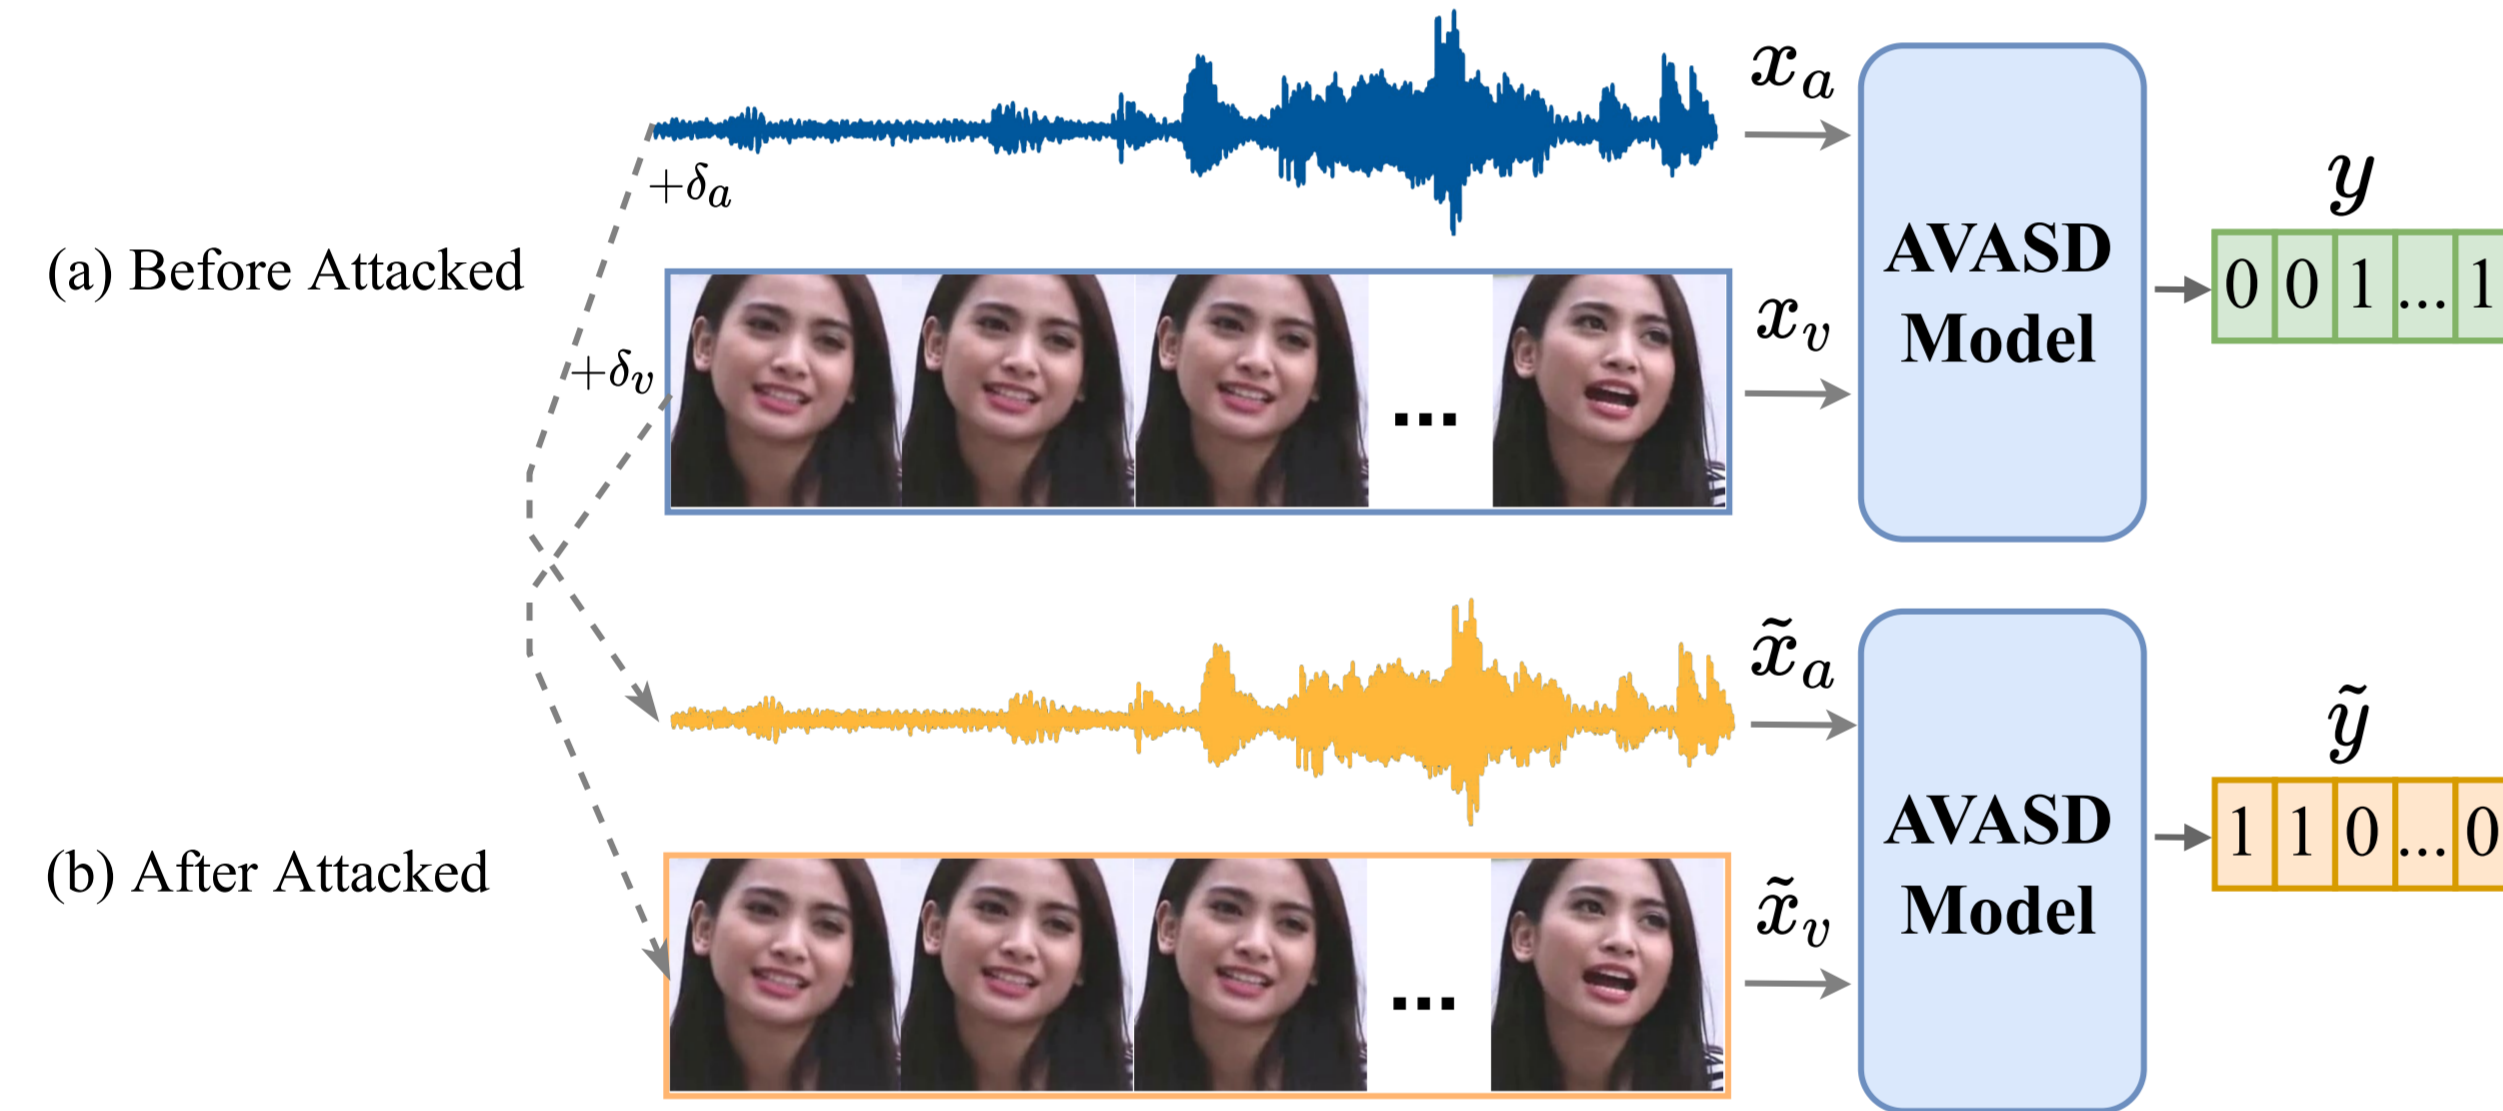 x_a
+δ_a
(a) Before Attacked
+δ_v
x_v
...
AVASD
Model
y
0 0 1 ... 1
x̃_a
(b) After Attacked
x̃_v
...
AVASD
Model
ỹ
1 1 0 ... 0